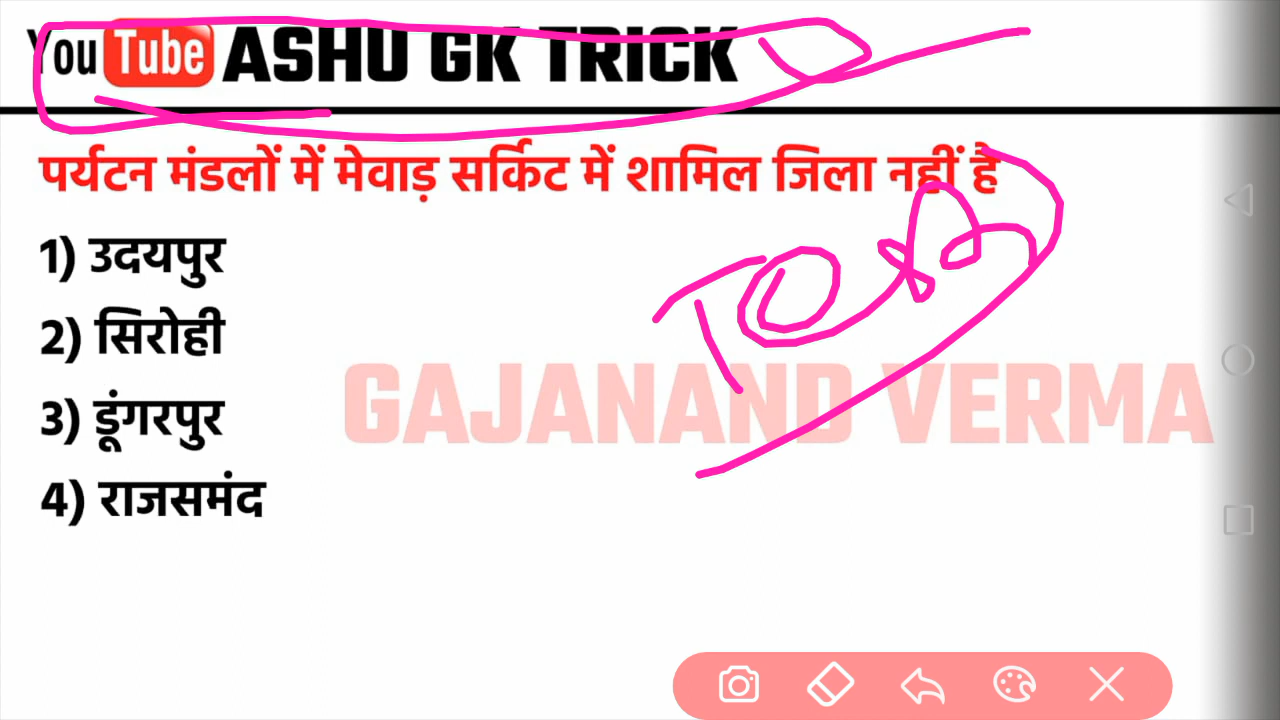 You Tube ASHU GK TRICK
पर्यटन मंडलों में मेवाड़ सर्किट में शामिल जिला नहीं है
1) उदयपुर
2) सिरोही
3) डूंगरपुर
4) राजसमंद
GAJANAND VERMA